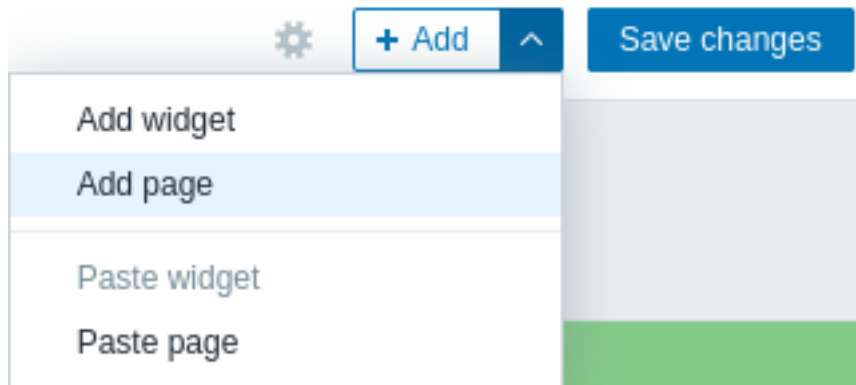 + Add
Save changes
Add widget
Add page
Paste widget
Paste page